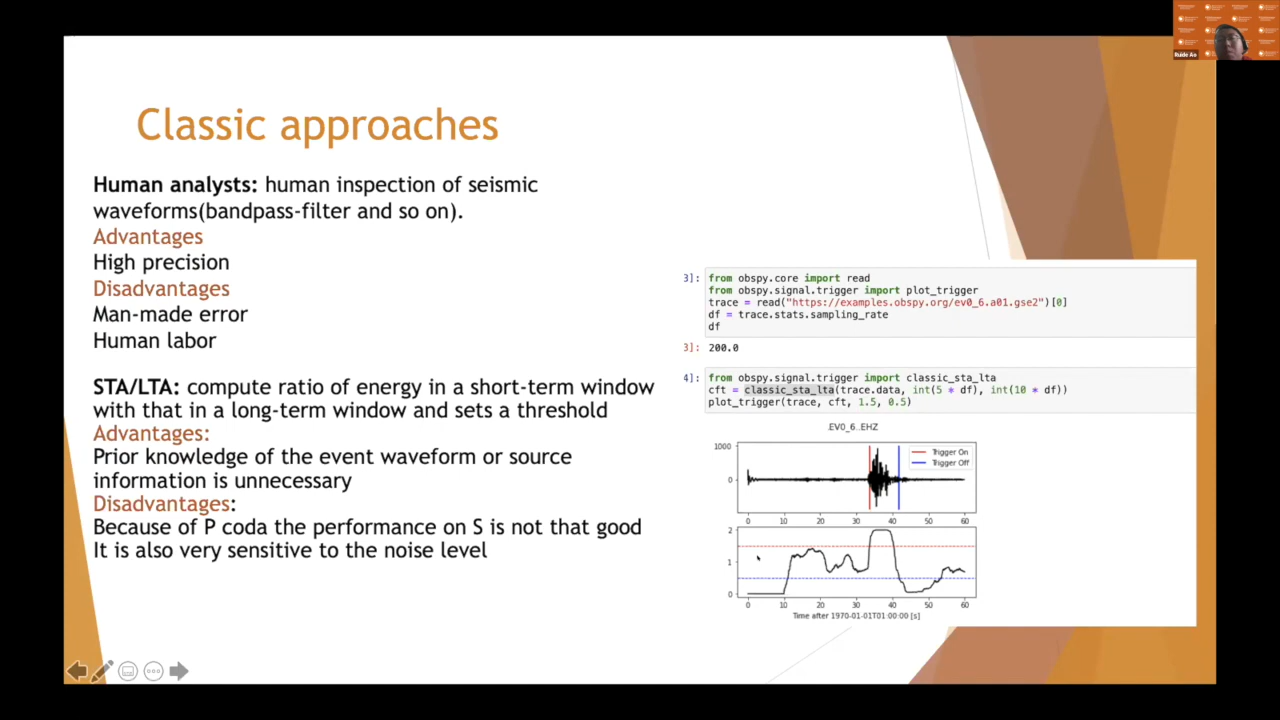 Ruide Ao
Classic approaches
Human analysts: human inspection of seismic
waveforms(bandpass-filter and so on).
Advantages
High precision
Disadvantages
Man-made error
Human labor
STA/LTA: compute ratio of energy in a short-term window
with that in a long-term window and sets a threshold
Advantages:
Prior knowledge of the event waveform or source
information is unnecessary
Disadvantages:
Because of P coda the performance on S is not that good
It is also very sensitive to the noise level
3]: from obspy.core import read
from obspy.signal.trigger import plot_trigger
trace = read("https://examples.obspy.org/ev0_6.a01.gse2")[0]
df = trace.stats.sampling_rate
df
3]: 200.0
4]: from obspy.signal.trigger import classic_sta_lta
cft = classic_sta_lta(trace.data, int(5 * df), int(10 * df))
plot_trigger(trace, cft, 1.5, 0.5)
.EV0_6..EHZ
1000
0
Trigger On
Trigger Off
0 10 20 30 40 50 60
2
1
0
0 10 20 30 40 50 60
Time after 1970-01-01T01:00:00 [s]